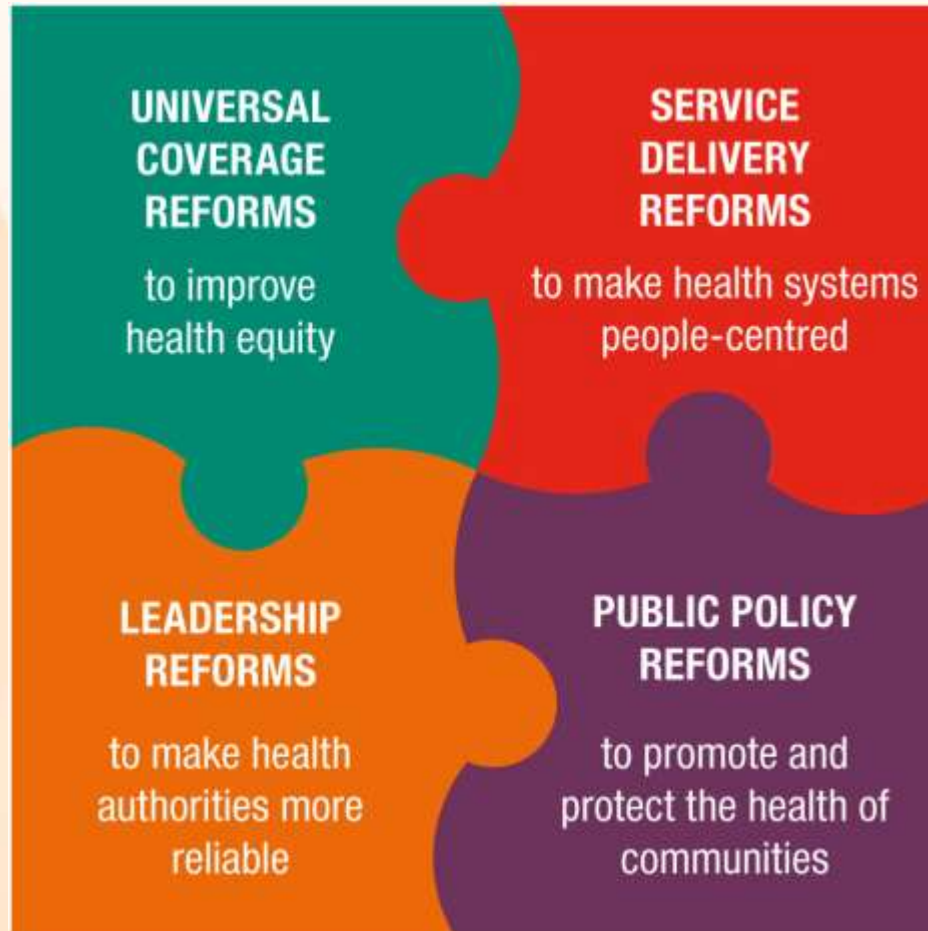 UNIVERSAL
COVERAGE
REFORMS
to improve
health equity
SERVICE
DELIVERY
REFORMS
to make health systems
people-centred
LEADERSHIP
REFORMS
to make health
authorities more
reliable
PUBLIC POLICY
REFORMS
to promote and
protect the health of
communities